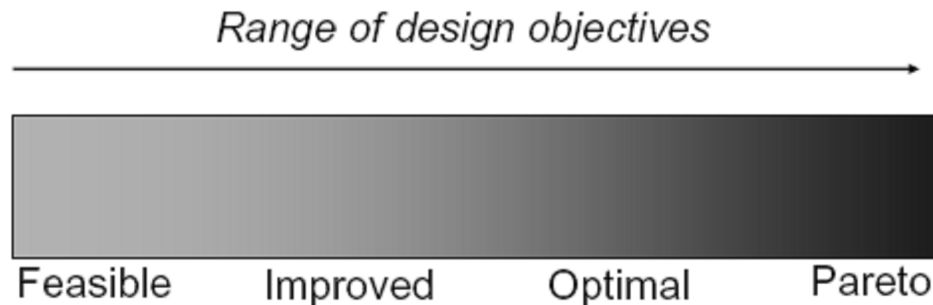 Range of design objectives
Feasible Improved Optimal Pareto